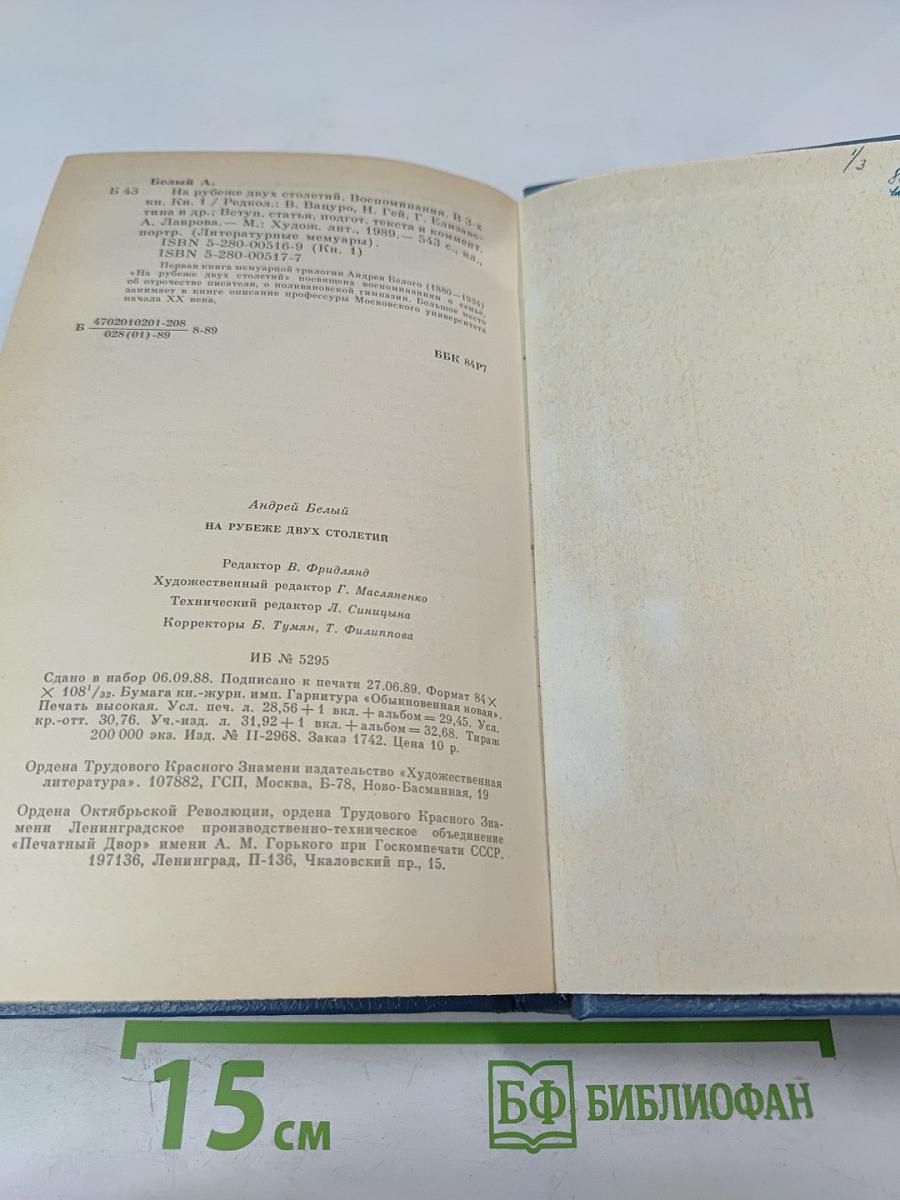 Белый А.
Б 43 На рубеже двух столетий. Воспоминания. В 3-х
кн. Кн. 1 / Редкол.: В. Вацуро, Н. Гей, Г. Елизаве-
тина и др.; Вступ. статья, подгот. текста и коммент.
А. Лаврова. — М.: Худож. лит., 1989. — 543 с., ил.,
портр. (Литературные мемуары).
ISBN 5-280-00516-9 (Кн. 1)
ISBN 5-280-00517-7
Первая книга мемуарной трилогии Андрея Белого (1880—1934)
«На рубеже двух столетий» посвящена воспоминаниям о семье,
об отрочестве писателя, о поливановской гимназии. Большое место
занимает в книге описание профессуры Московского университета
начала XX века.
Б 4702010201-208 8-89
028(01)-89
ББК 84Р7
Андрей Белый
НА РУБЕЖЕ ДВУХ СТОЛЕТИЙ
Редактор В. Фридлянд
Художественный редактор Г. Масляненко
Технический редактор Л. Синицына
Корректоры Б. Тумян, Т. Филиппова
ИБ № 5295
Сдано в набор 06.09.88. Подписано к печати 27.06.89. Формат 84×
× 108¹/₃₂. Бумага кн.-журн. имп. Гарнитура «Обыкновенная новая».
Печать высокая. Усл. печ. л. 28,56+1 вкл.+альбом=29,45. Усл.
кр.-отт. 30,76. Уч.-изд. л. 31,92+1 вкл.+альбом=32,68. Тираж
200 000 экз. Изд. № II-2968. Заказ 1742. Цена 10 р.
Ордена Трудового Красного Знамени издательство «Художественная
литература». 107882, ГСП, Москва, Б-78, Ново-Басманная, 19
Ордена Октябрьской Революции, ордена Трудового Красного Зна-
мени Ленинградское производственно-техническое объединение
«Печатный Двор» имени А. М. Горького при Госкомпечати СССР.
197136, Ленинград, П-136, Чкаловский пр., 15.
1/3
15 см
БФ БИБЛИОФАН